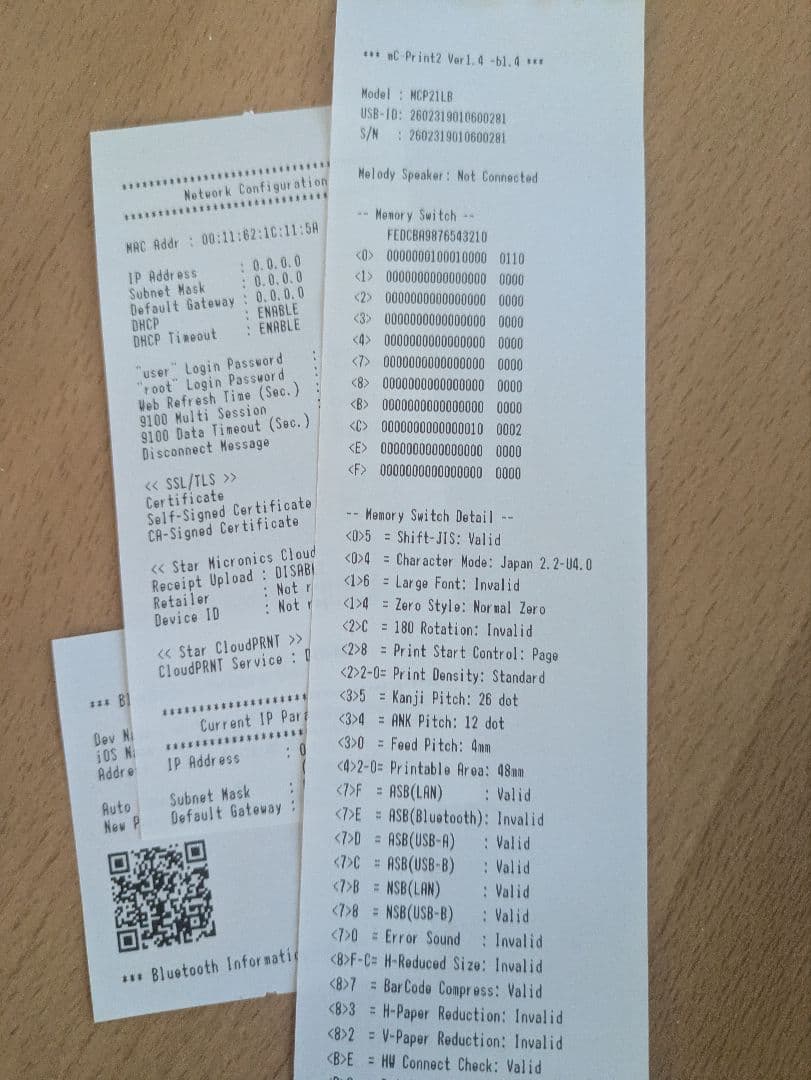 *** mC-Print2 Ver1.4 -b1.4 ***
Model : MCP21LB
USB-ID: 2602319010600281
S/N : 2602319010600281
Melody Speaker: Not Connected
-- Memory Switch --
FEDCBA9876543210
<0> 0000000100010000 0110
<1> 0000000000000000 0000
<2> 0000000000000000 0000
<3> 0000000000000000 0000
<4> 0000000000000000 0000
<7> 0000000000000000 0000
<8> 0000000000000000 0000
<B> 0000000000000000 0000
<C> 0000000000000010 0002
<E> 0000000000000000 0000
<F> 0000000000000000 0000
-- Memory Switch Detail --
<0>5 = Shift-JIS: Valid
<0>4 = Character Mode: Japan 2.2-U4.0
<1>6 = Large Font: Invalid
<1>4 = Zero Style: Normal Zero
<2>C = 180 Rotation: Invalid
<2>8 = Print Start Control: Page
<2>2-0= Print Density: Standard
<3>5 = Kanji Pitch: 26 dot
<3>4 = ANK Pitch: 12 dot
<3>0 = Feed Pitch: 4mm
<4>2-0= Printable Area: 48mm
<7>F = ASB(LAN) : Valid
<7>E = ASB(Bluetooth): Invalid
<7>D = ASB(USB-A) : Valid
<7>C = ASB(USB-B) : Valid
<7>B = NSB(LAN) : Valid
<7>8 = NSB(USB-B) : Valid
<7>0 = Error Sound : Invalid
<8>F-C= H-Reduced Size: Invalid
<8>7 = BarCode Compress: Valid
<8>3 = H-Paper Reduction: Invalid
<8>2 = V-Paper Reduction: Invalid
<B>E = HW Connect Check: Valid
Network Configuration
MAC Addr : 00:11:62:1C:11:5A
IP Address : 0.0.0.0
Subnet Mask : 0.0.0.0
Default Gateway : 0.0.0.0
DHCP : ENABLE
DHCP Timeout : ENABLE
"user" Login Password :
"root" Login Password :
Web Refresh Time (Sec.) :
9100 Multi Session
9100 Data Timeout (Sec.)
Disconnect Message
<< SSL/TLS >>
Certificate
Self-Signed Certificate
CA-Signed Certificate
<< Star Micronics Cloud
Receipt Upload : DISAB
Retailer : Not
Device ID : Not
<< Star CloudPRNT >>
CloudPRNT Service :
Current IP Par
IP Address :
Subnet Mask :
Default Gateway :
*** Bl
Dev N
iOS N
Addre
Auto
New P
*** Bluetooth Informati